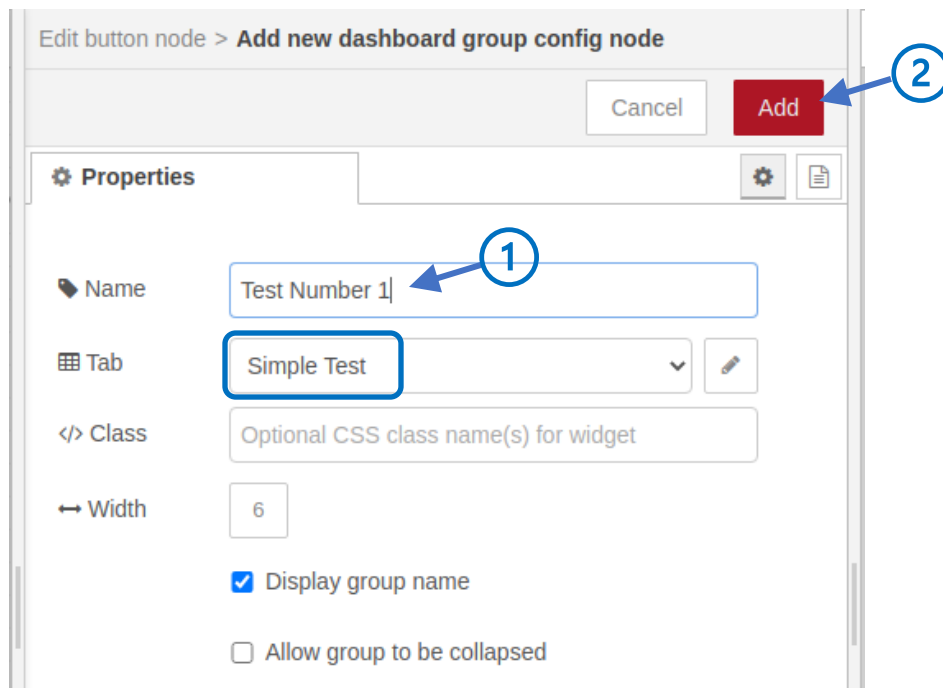 Edit button node > Add new dashboard group config node
2
Cancel
Add
Properties
1
Name
Test Number 1
Tab
Simple Test
</> Class
Optional CSS class name(s) for widget
Width
6
Display group name
Allow group to be collapsed